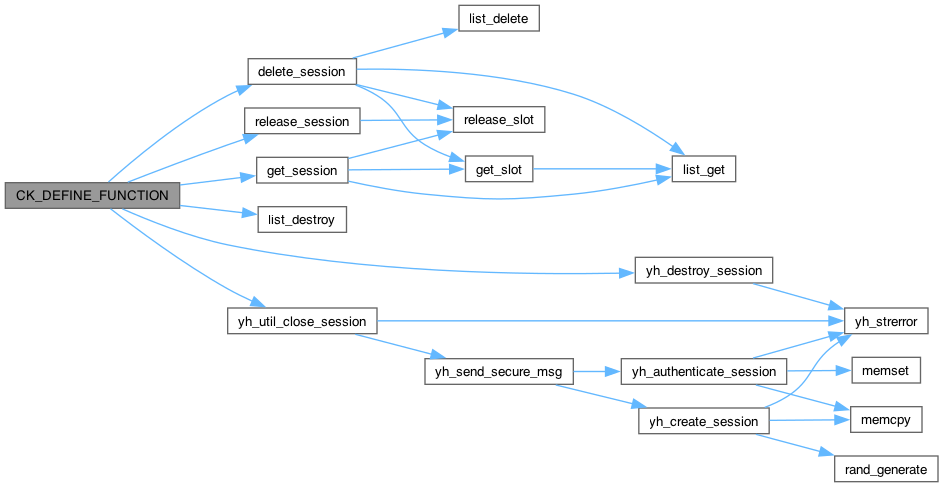 list_delete
delete_session
release_session
release_slot
get_session
get_slot
list_get
CK_DEFINE_FUNCTION
list_destroy
yh_destroy_session
yh_util_close_session
yh_strerror
yh_send_secure_msg
yh_authenticate_session
memset
yh_create_session
memcpy
rand_generate